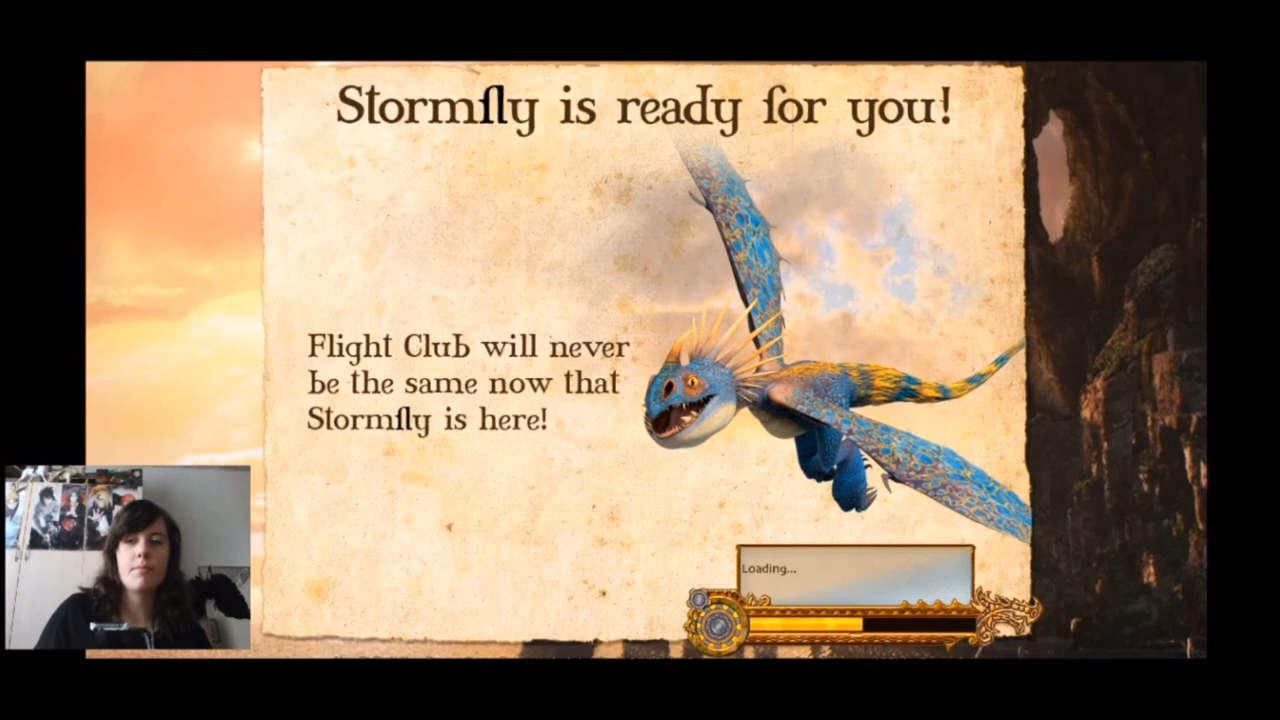 Stormfly is ready for you!
Flight Club will never
be the same now that
Stormfly is here!
Loading...